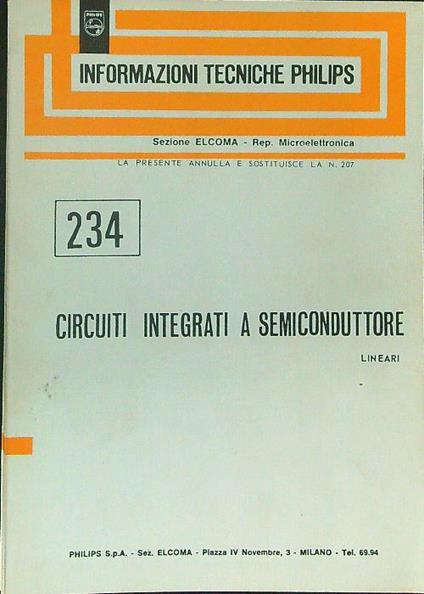 PHILIPS
INFORMAZIONI TECNICHE PHILIPS
Sezione ELCOMA - Rep. Microelettronica
LA PRESENTE ANNULLA E SOSTITUISCE LA N. 207
234
CIRCUITI INTEGRATI A SEMICONDUTTORE
LINEARI
PHILIPS S.p.A. - Sez. ELCOMA - Piazza IV Novembre, 3 - MILANO - Tel. 69.94